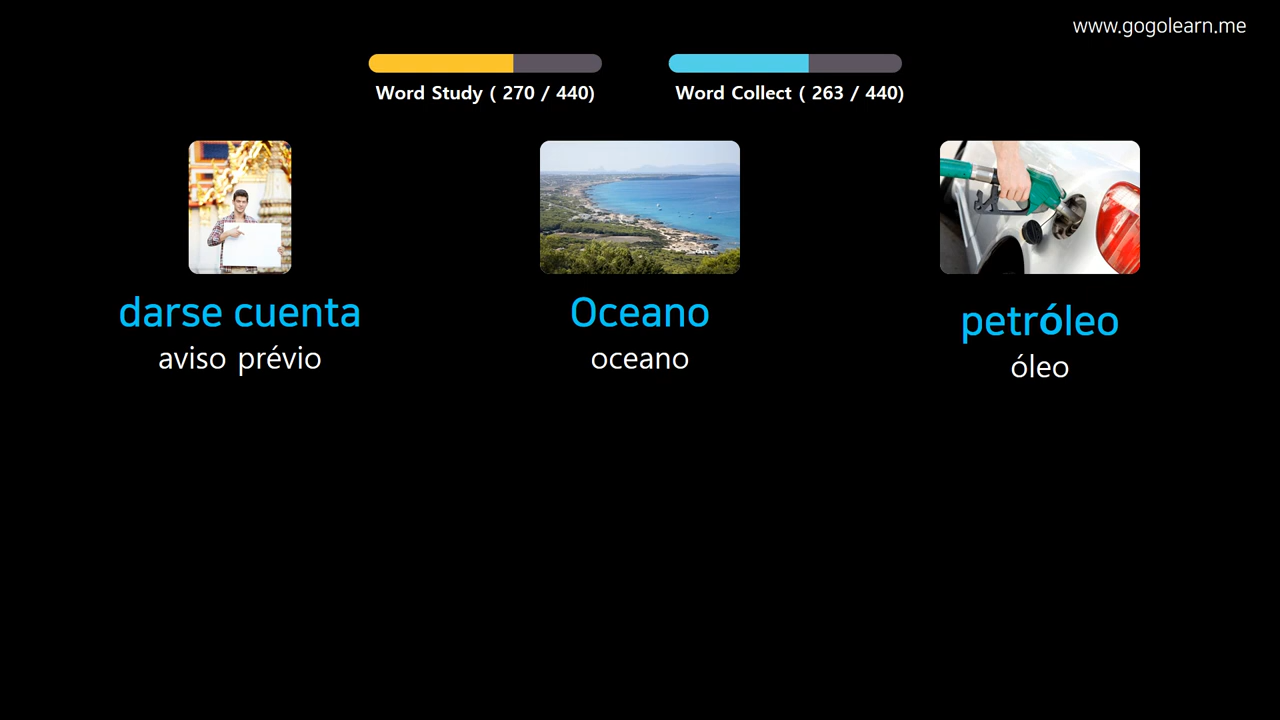 www.gogolearn.me
Word Study ( 270 / 440)
Word Collect ( 263 / 440)
darse cuenta
aviso prévio
Oceano
oceano
petróleo
óleo